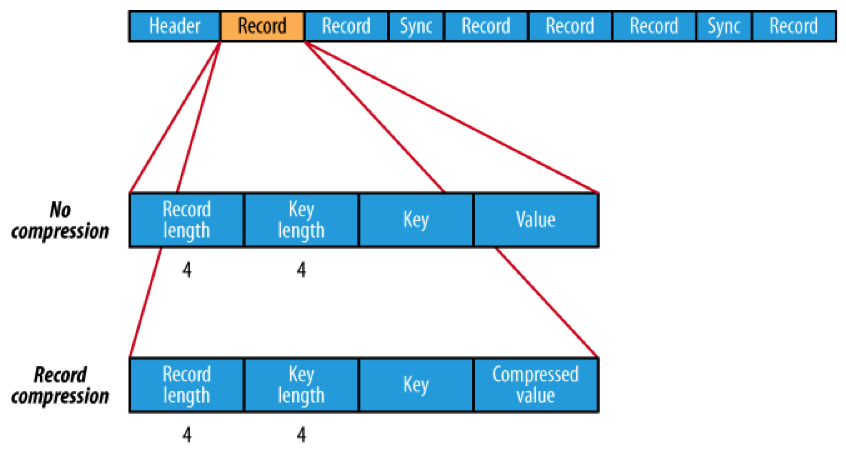 Header Record Record Sync Record Record Record Sync Record
No
compression
Record
length
Key
length
Key
Value
4 4
Record
compression
Record
length
Key
length
Key
Compressed
value
4 4